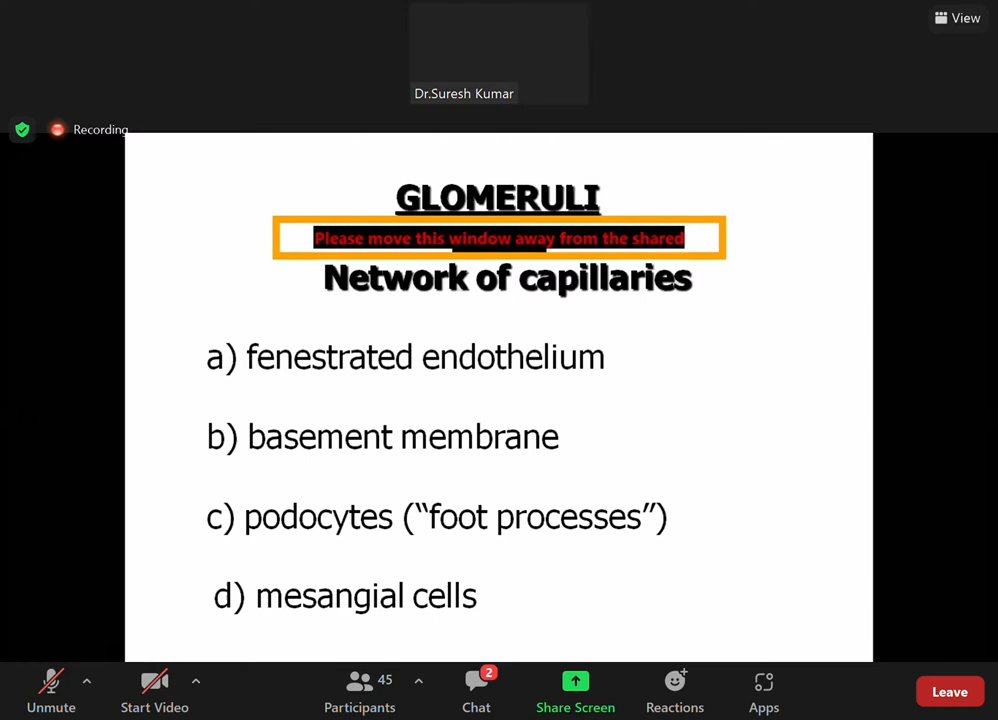 View
Dr.Suresh Kumar
Recording
GLOMERULI
Please move this window away from the shared
Network of capillaries
a) fenestrated endothelium
b) basement membrane
c) podocytes (“foot processes”)
d) mesangial cells
2
45
Unmute
Start Video
Participants
Chat
Share Screen
Reactions
Apps
Leave